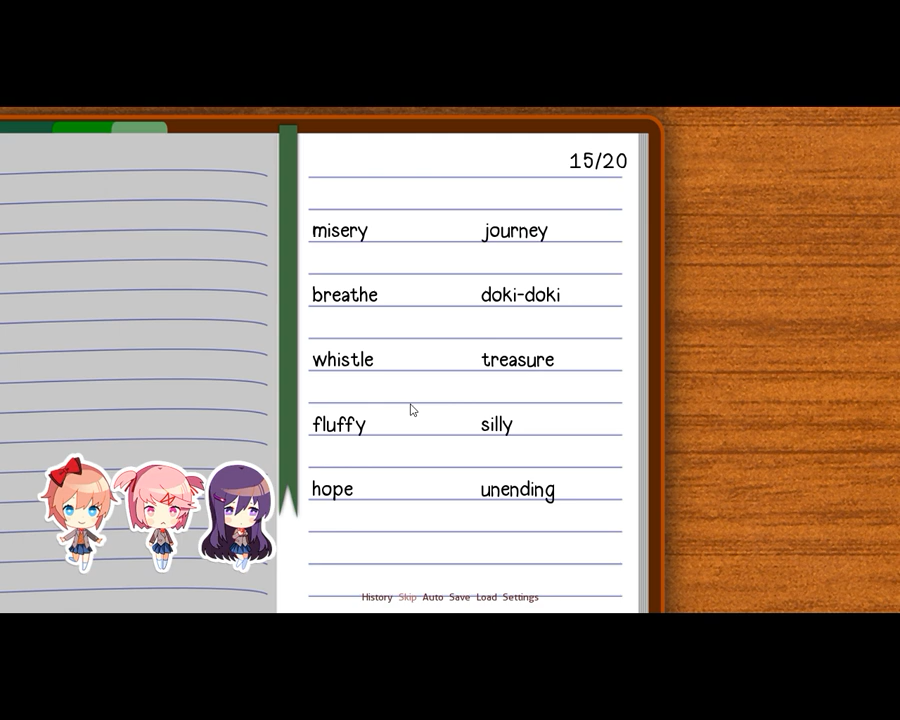 15/20
misery journey
breathe doki-doki
whistle treasure
fluffy silly
hope unending
History Skip Auto Save Load Settings